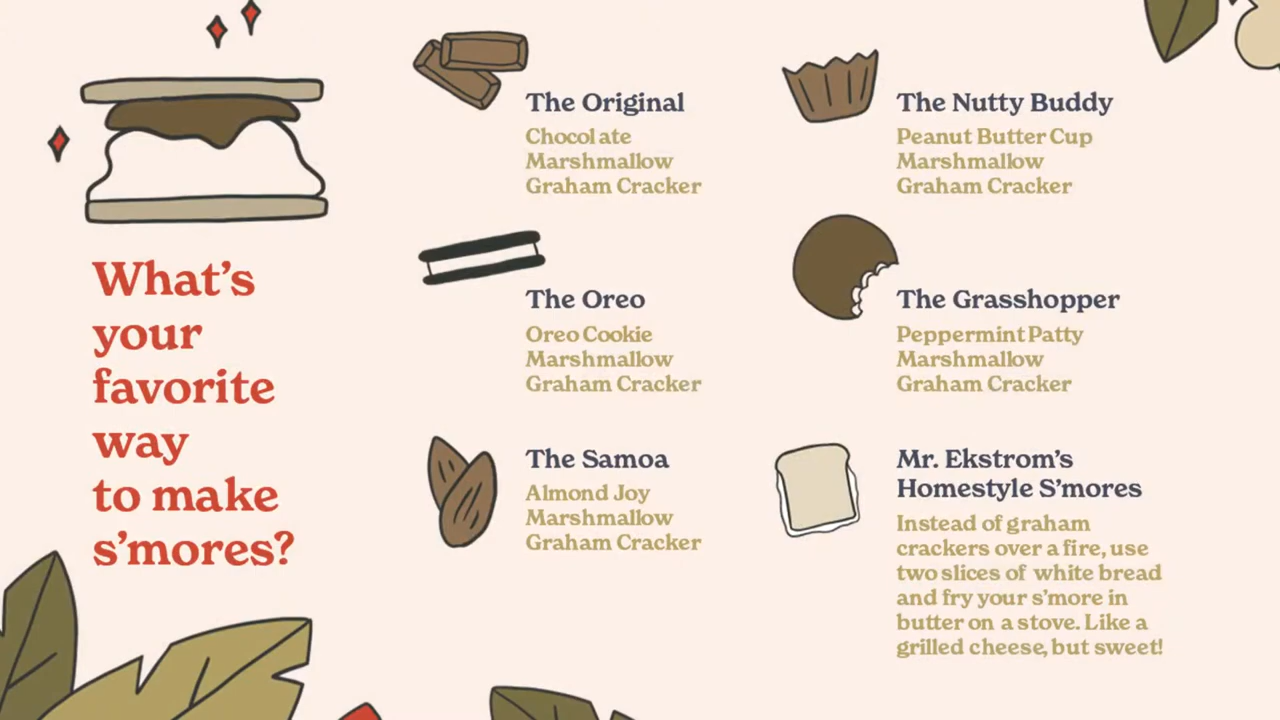 What's
your
favorite
way
to make
s'mores?
The Original
Chocolate
Marshmallow
Graham Cracker
The Nutty Buddy
Peanut Butter Cup
Marshmallow
Graham Cracker
The Oreo
Oreo Cookie
Marshmallow
Graham Cracker
The Grasshopper
Peppermint Patty
Marshmallow
Graham Cracker
The Samoa
Almond Joy
Marshmallow
Graham Cracker
Mr. Ekstrom's
Homestyle S'mores
Instead of graham
crackers over a fire, use
two slices of white bread
and fry your s'more in
butter on a stove. Like a
grilled cheese, but sweet!